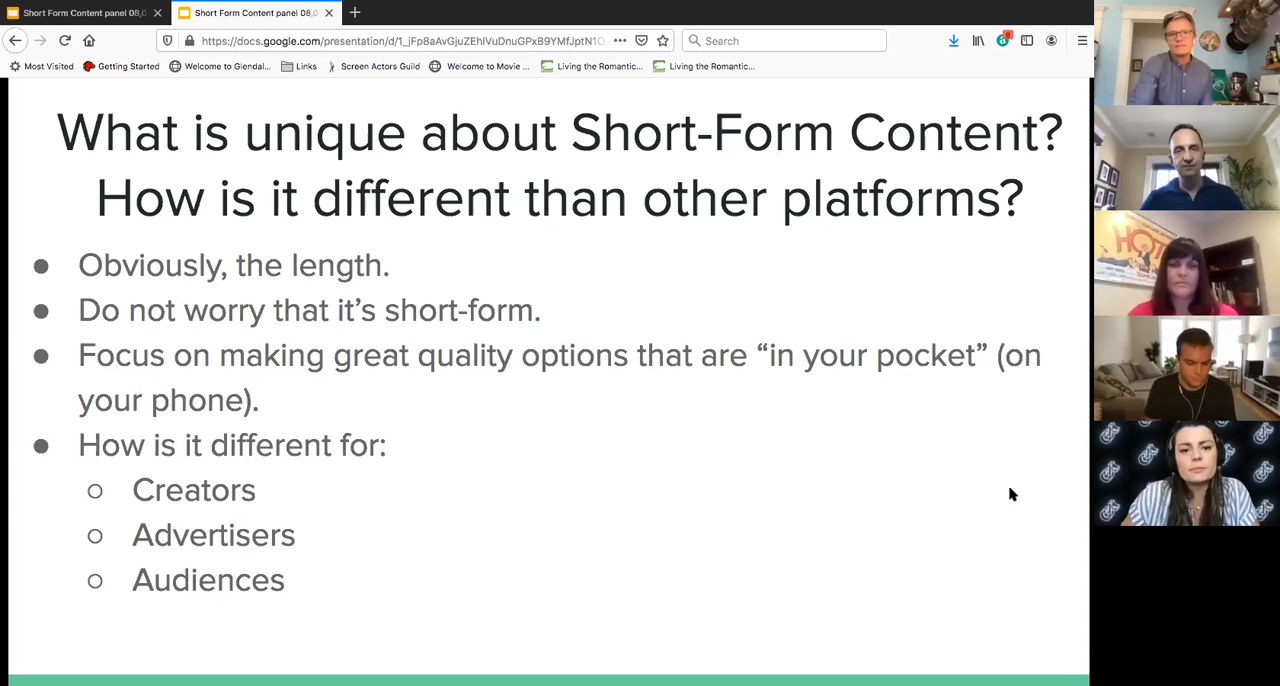 Short Form Content panel 08,0
Short Form Content panel 08,0
https://docs.google.com/presentation/d/1_jFp8aAvGjuZEhIVuDnuGPxB9YMfJptN1O
Search
Most Visited
Getting Started
Welcome to Glendal...
Links
Screen Actors Guild
Welcome to Movie ...
Living the Romantic...
Living the Romantic...
What is unique about Short-Form Content?
How is it different than other platforms?
● Obviously, the length.
● Do not worry that it’s short-form.
● Focus on making great quality options that are “in your pocket” (on
your phone).
● How is it different for:
○ Creators
○ Advertisers
○ Audiences
HOT